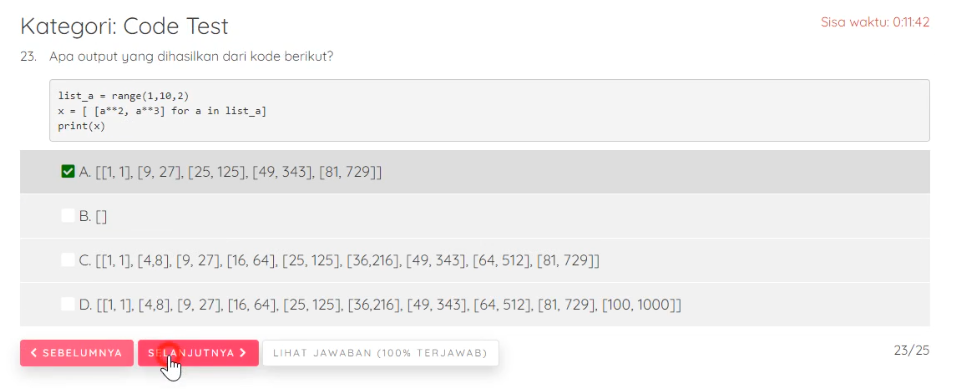 Kategori: Code Test
Sisa waktu: 0:11:42
23. Apa output yang dihasilkan dari kode berikut?
list_a = range(1,10,2)
x = [ [a**2, a**3] for a in list_a]
print(x)
A. [[1, 1], [9, 27], [25, 125], [49, 343], [81, 729]]
B. []
C. [[1, 1], [4,8], [9, 27], [16, 64], [25, 125], [36,216], [49, 343], [64, 512], [81, 729]]
D. [[1, 1], [4,8], [9, 27], [16, 64], [25, 125], [36,216], [49, 343], [64, 512], [81, 729], [100, 1000]]
< SEBELUMNYA
SELANJUTNYA >
LIHAT JAWABAN (100% TERJAWAB)
23/25